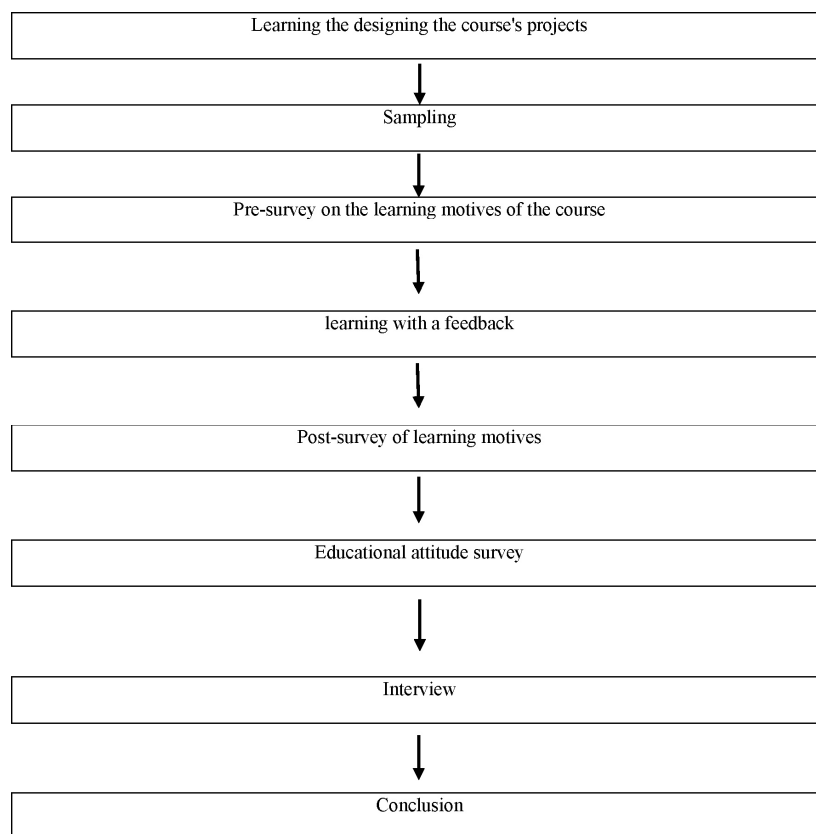 Learning the designing the course's projects
Sampling
Pre-survey on the learning motives of the course
learning with a feedback
Post-survey of learning motives
Educational attitude survey
Interview
Conclusion